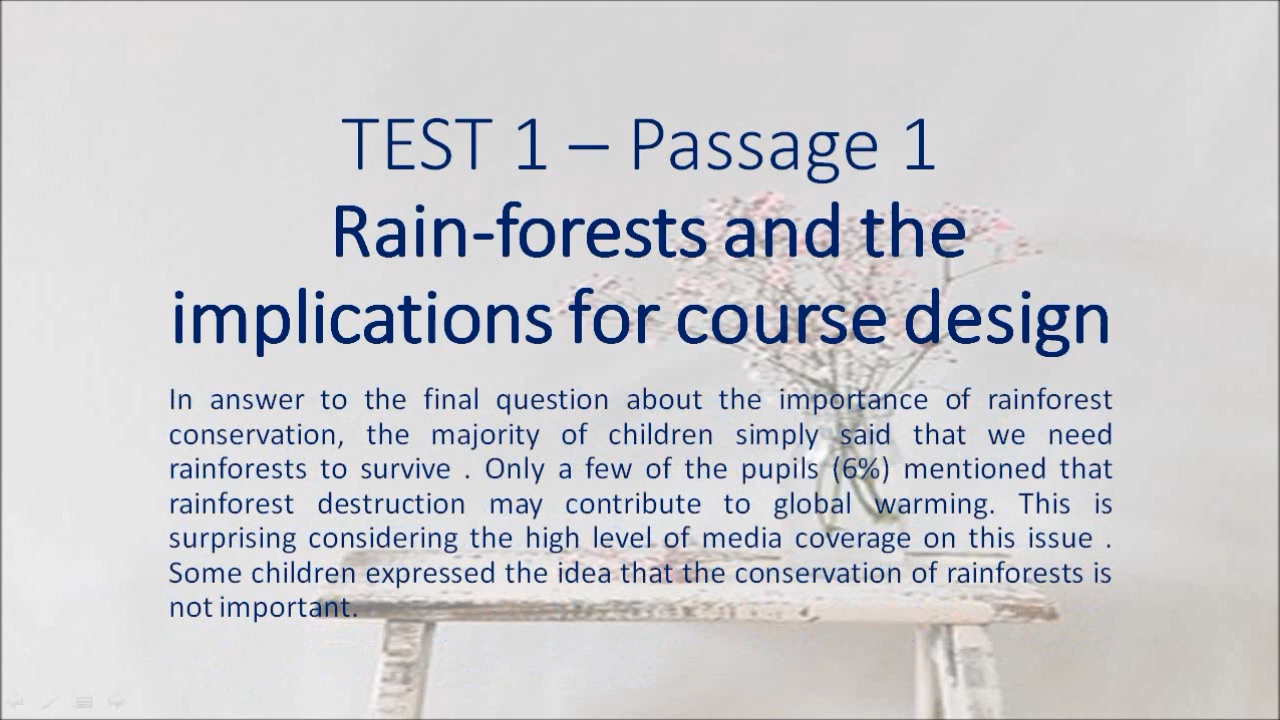 TEST 1 – Passage 1
Rain-forests and the
implications for course design
In answer to the final question about the importance of rainforest
conservation, the majority of children simply said that we need
rainforests to survive . Only a few of the pupils (6%) mentioned that
rainforest destruction may contribute to global warming. This is
surprising considering the high level of media coverage on this issue .
Some children expressed the idea that the conservation of rainforests is
not important.